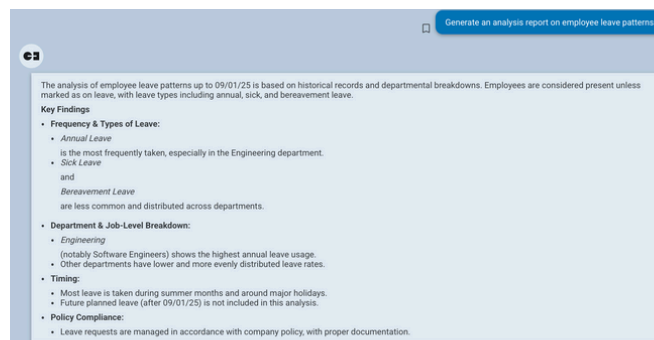 Generate an analysis report on employee leave patterns
The analysis of employee leave patterns up to 09/01/25 is based on historical records and departmental breakdowns. Employees are considered present unless
marked as on leave, with leave types including annual, sick, and bereavement leave.
Key Findings
• Frequency & Types of Leave:
• Annual Leave
is the most frequently taken, especially in the Engineering department.
• Sick Leave
and
Bereavement Leave
are less common and distributed across departments.
• Department & Job-Level Breakdown:
• Engineering
(notably Software Engineers) shows the highest annual leave usage.
• Other departments have lower and more evenly distributed leave rates.
• Timing:
• Most leave is taken during summer months and around major holidays.
• Future planned leave (after 09/01/25) is not included in this analysis.
• Policy Compliance:
• Leave requests are managed in accordance with company policy, with proper documentation.